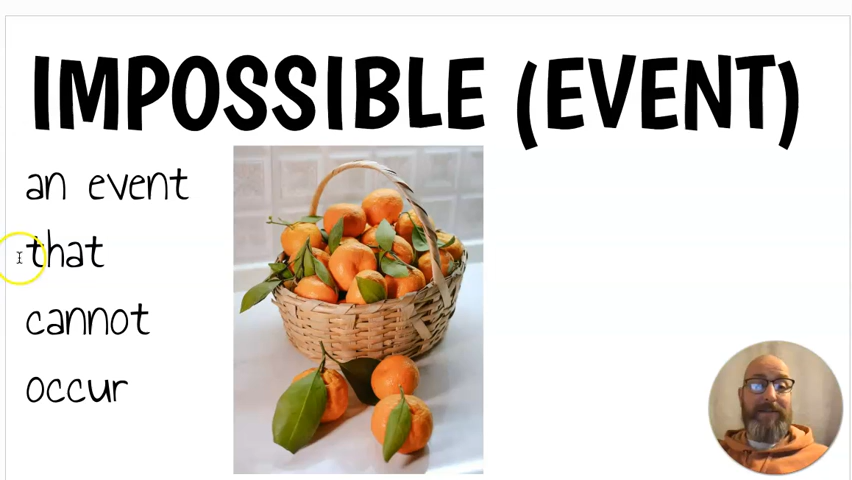 IMPOSSIBLE (EVENT)
an event
that
cannot
occur